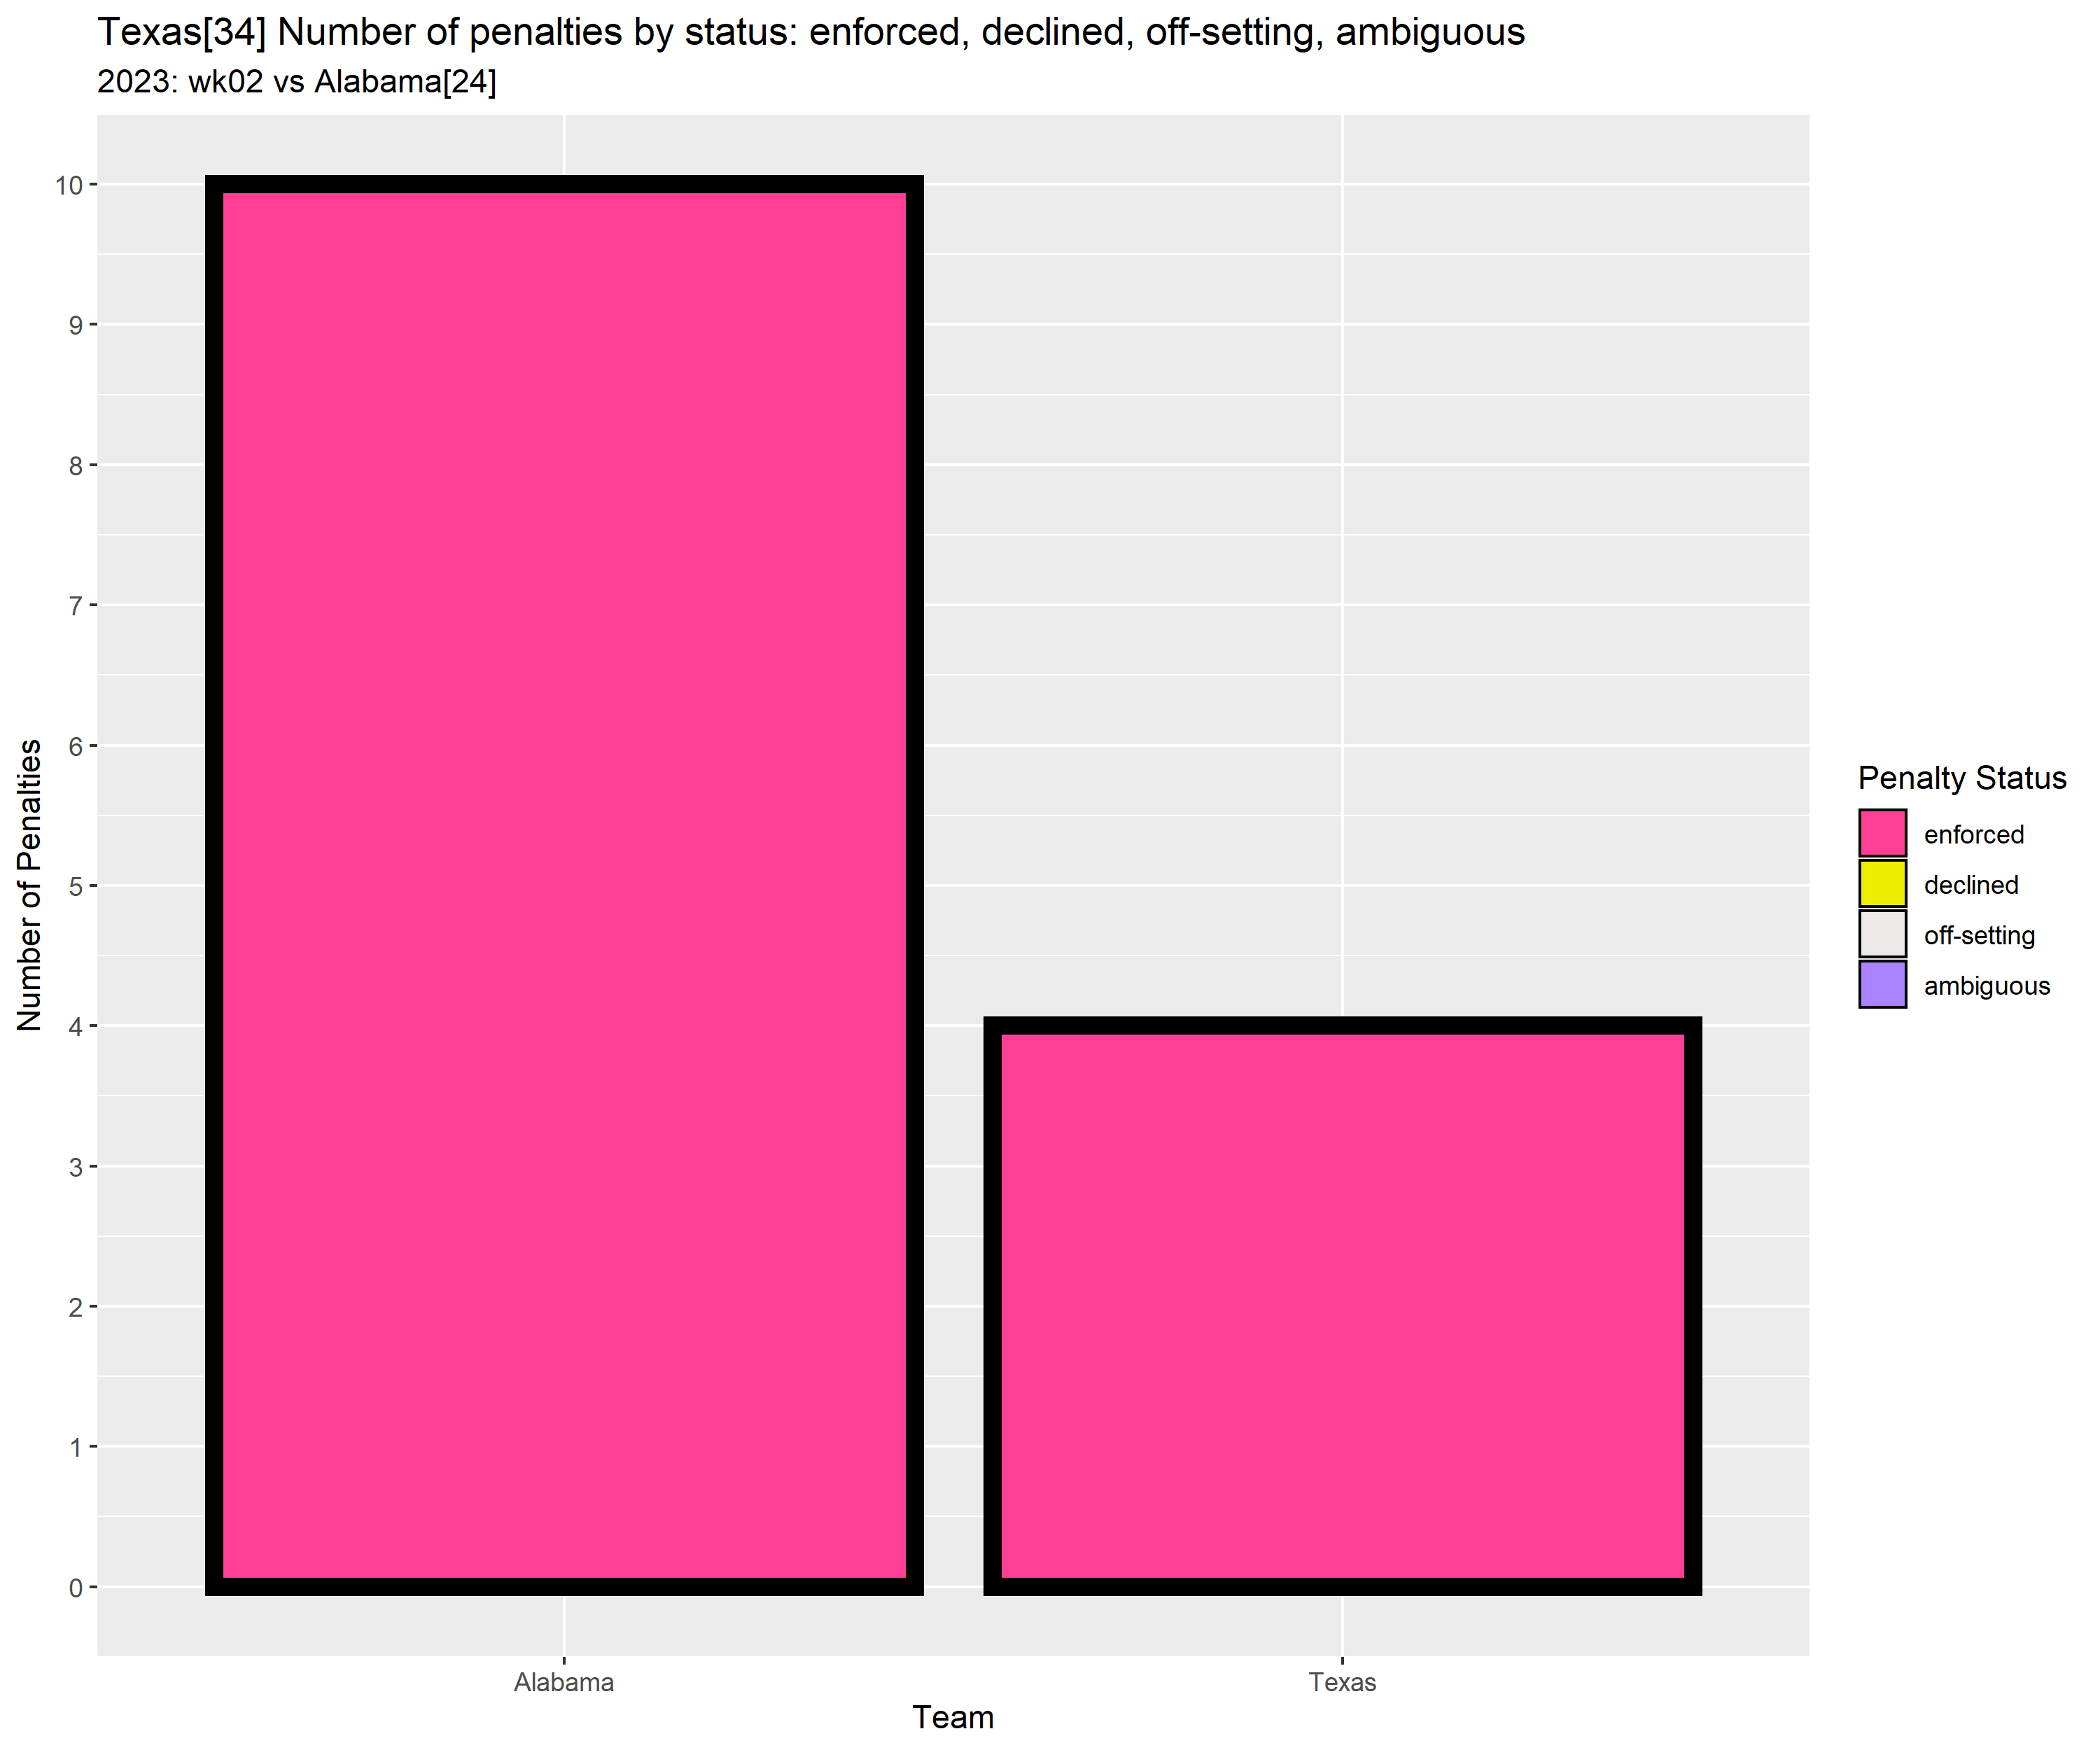 Texas[34] Number of penalties by status: enforced, declined, off-setting, ambiguous
2023: wk02 vs Alabama[24]
Number of Penalties
10
9
8
7
6
5
4
3
2
1
0
Alabama
Texas
Team
Penalty Status
enforced
declined
off-setting
ambiguous